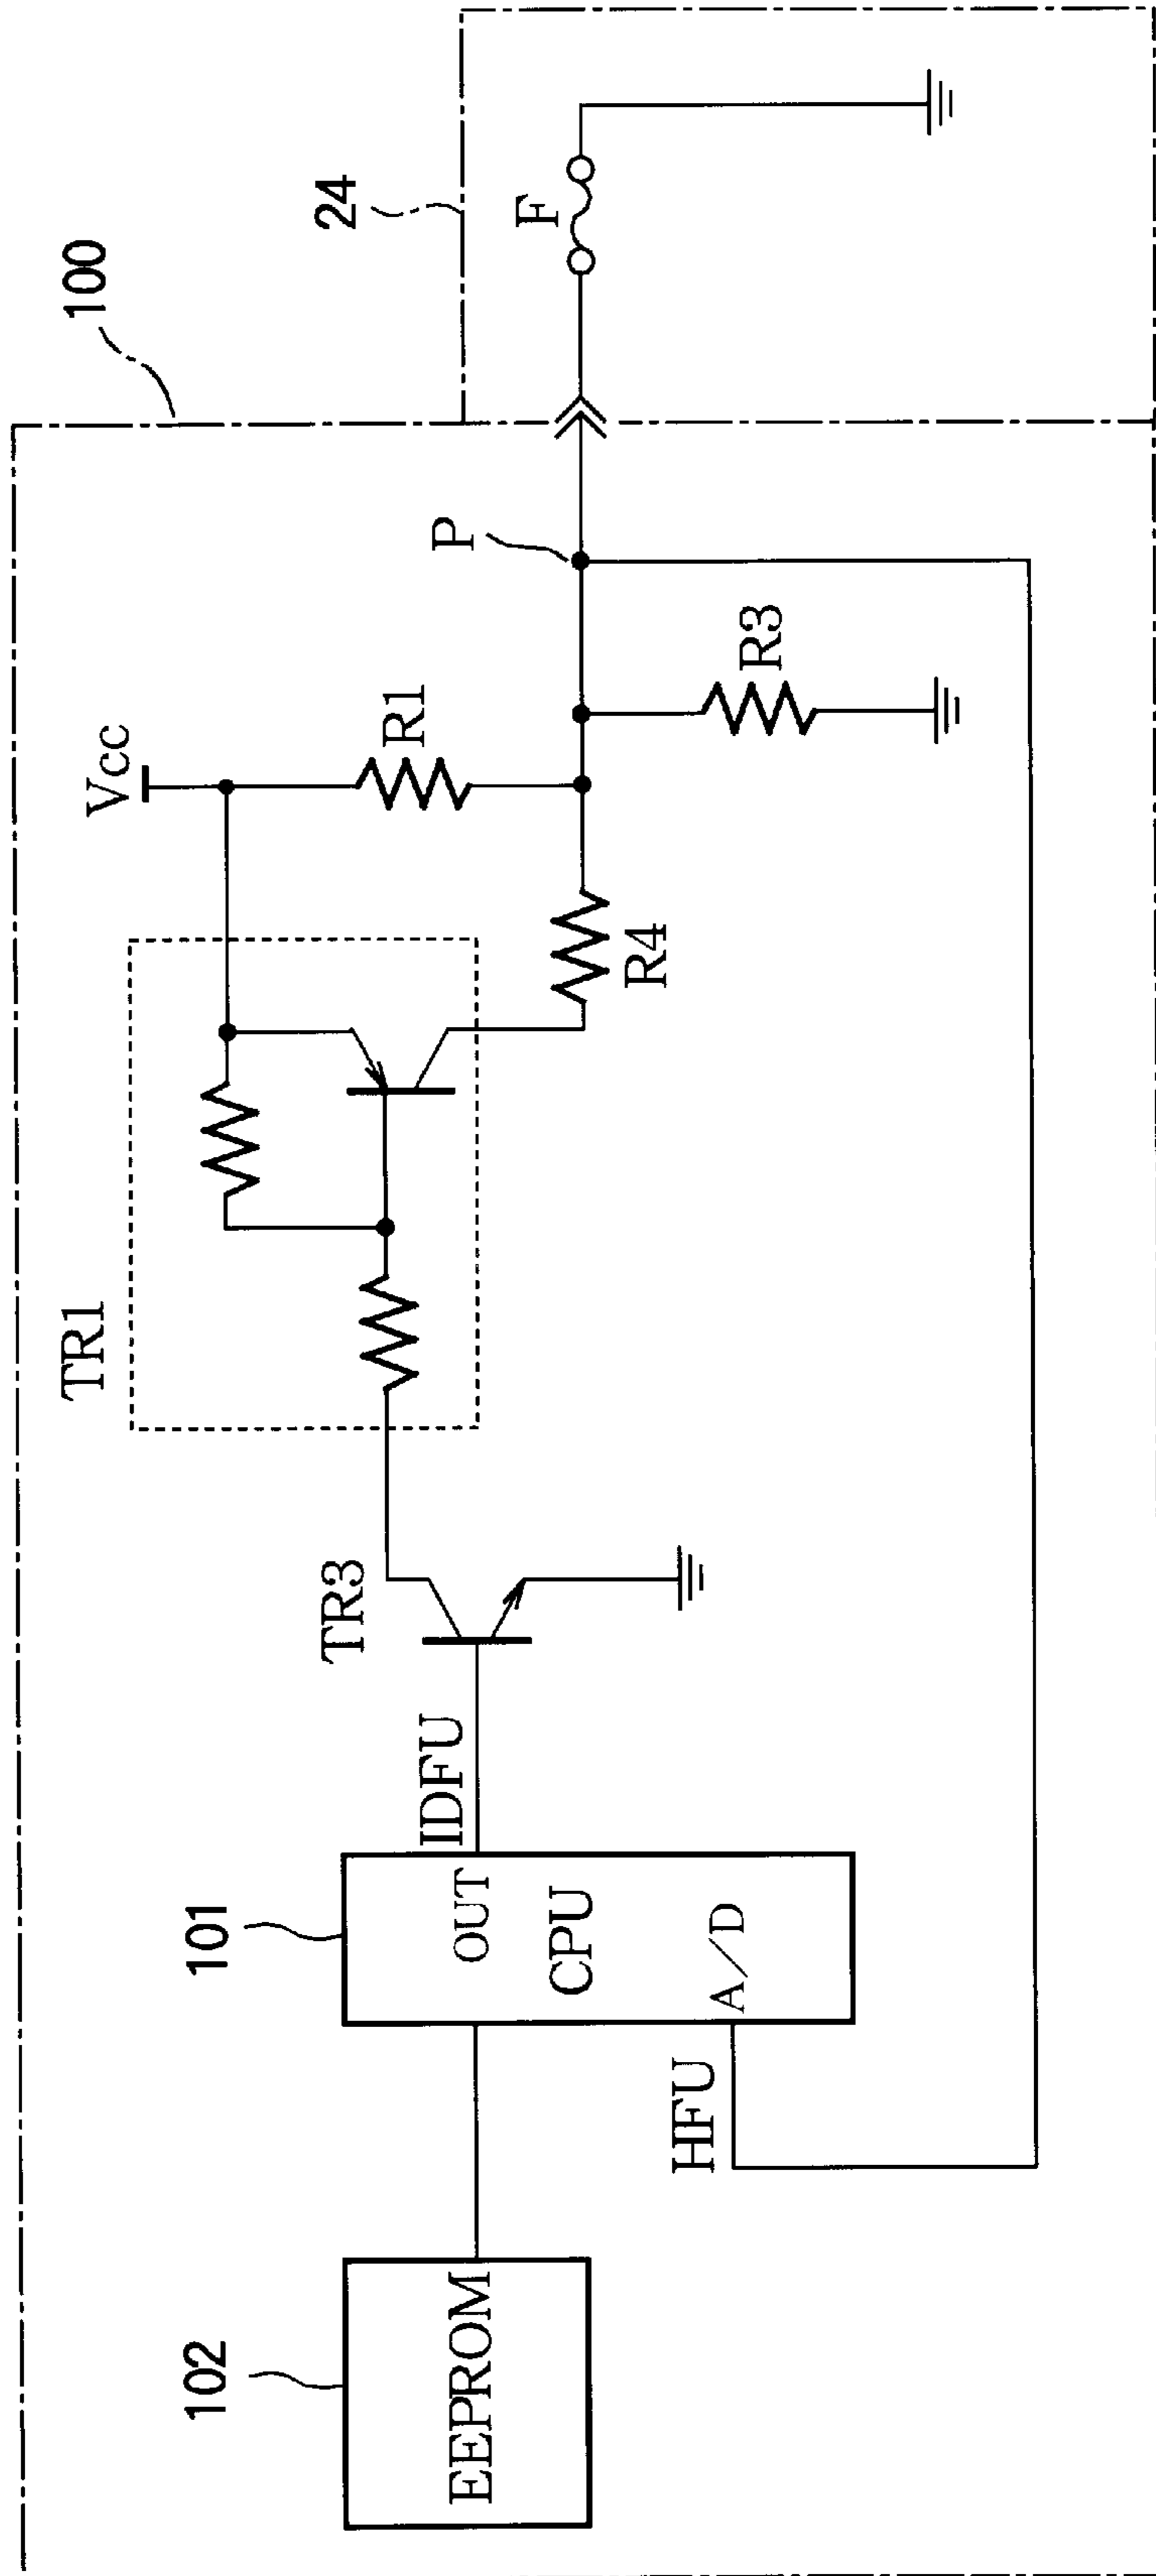 100
24
F
P
Vcc
R1
R3
R4
TR1
TR3
101
IDFU
OUT
CPU
A/D
HFU
102
EEPROM